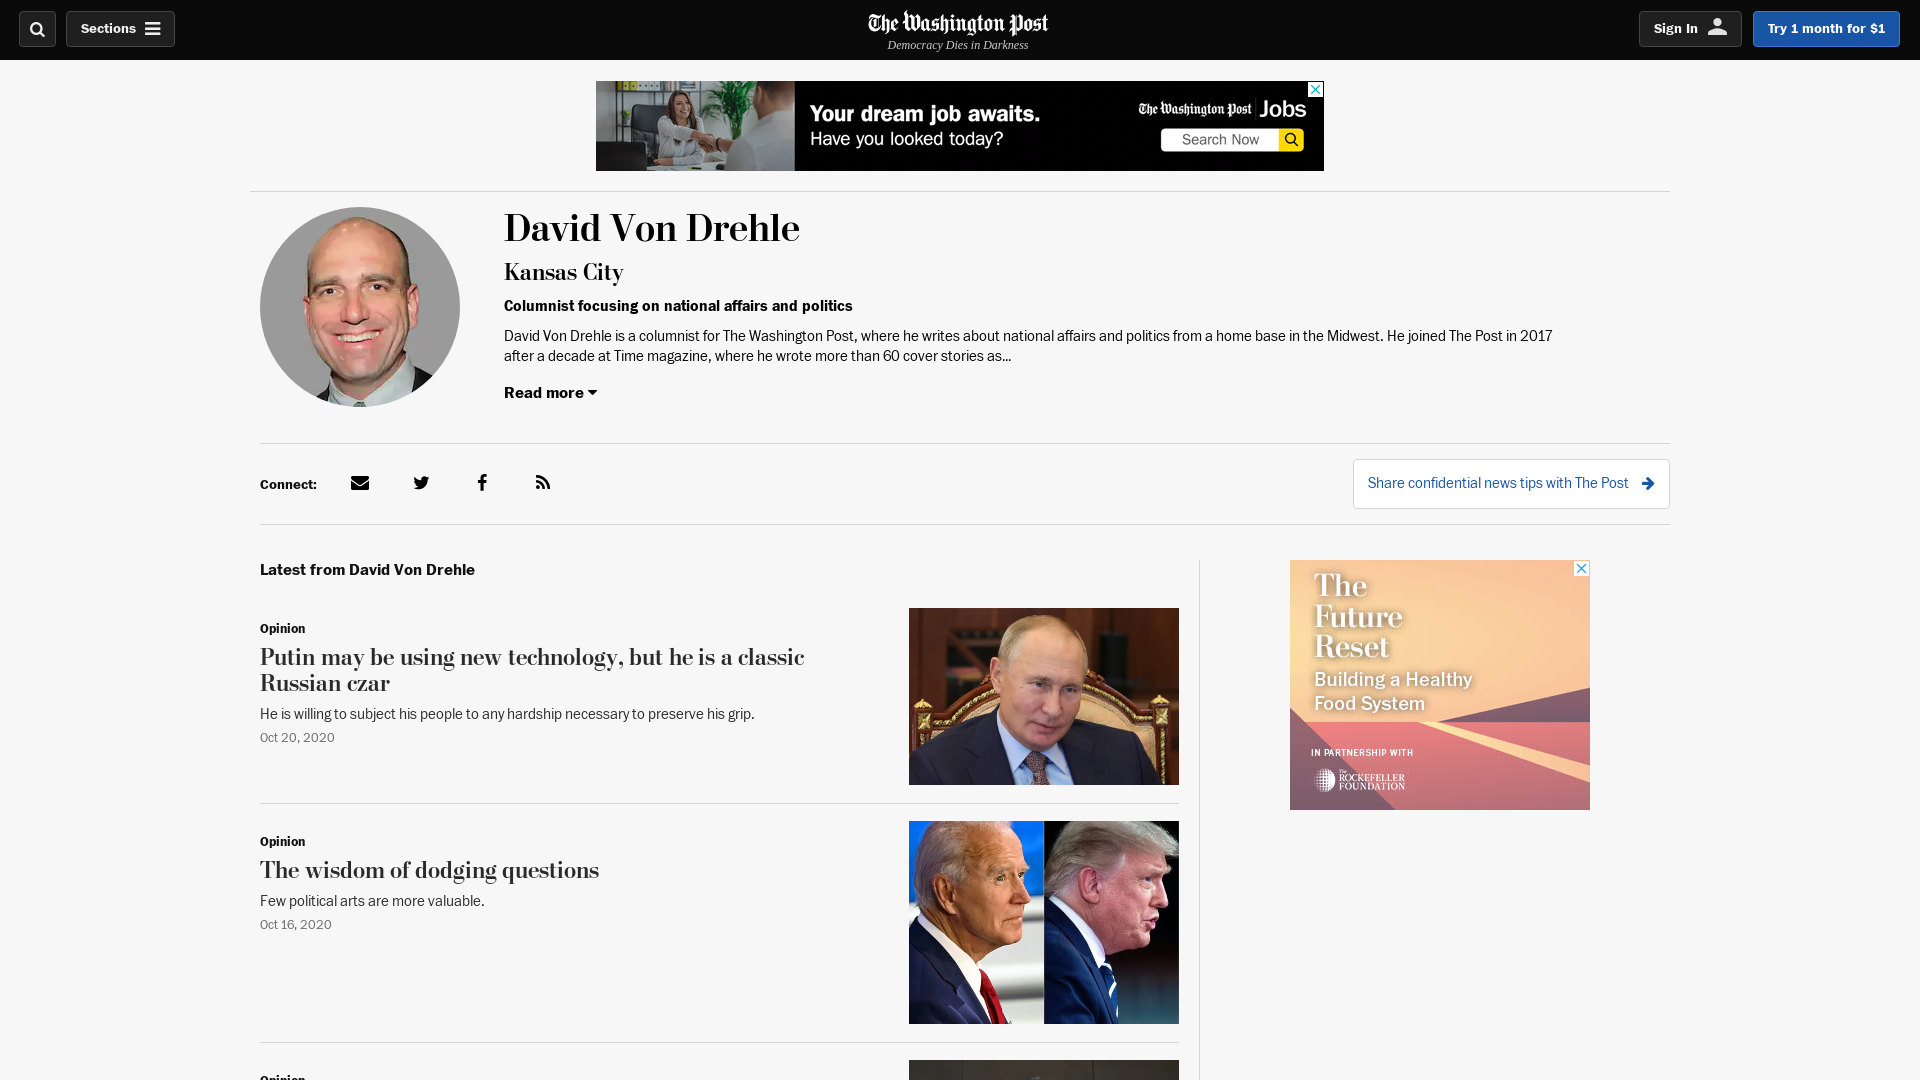 Sections
The Washington Post
Democracy Dies in Darkness
Sign In
Try 1 month for $1
Your dream job awaits.
Have you looked today?
The Washington Post Jobs
Search Now
David Von Drehle
Kansas City
Columnist focusing on national affairs and politics
David Von Drehle is a columnist for The Washington Post, where he writes about national affairs and politics from a home base in the Midwest. He joined The Post in 2017
after a decade at Time magazine, where he wrote more than 60 cover stories as...
Read more
Connect:
Share confidential news tips with The Post
Latest from David Von Drehle
Opinion
Putin may be using new technology, but he is a classic
Russian czar
He is willing to subject his people to any hardship necessary to preserve his grip.
Oct 20, 2020
The
Future
Reset
Building a Healthy
Food System
IN PARTNERSHIP WITH
The
ROCKEFELLER
FOUNDATION
Opinion
The wisdom of dodging questions
Few political arts are more valuable.
Oct 16, 2020
Opinion